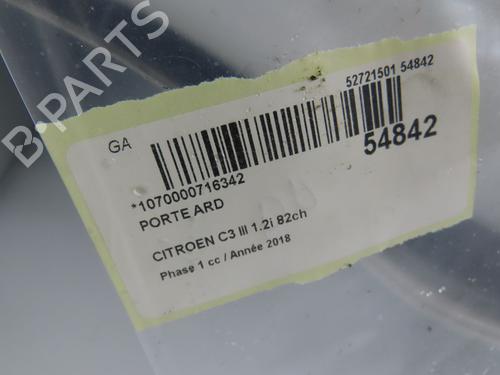 B-PARTS
GA
52721501 54842
54842
*1070000716342
PORTE ARD
CITROEN C3 III 1.2i 82ch
Phase 1 cc / Année 2018